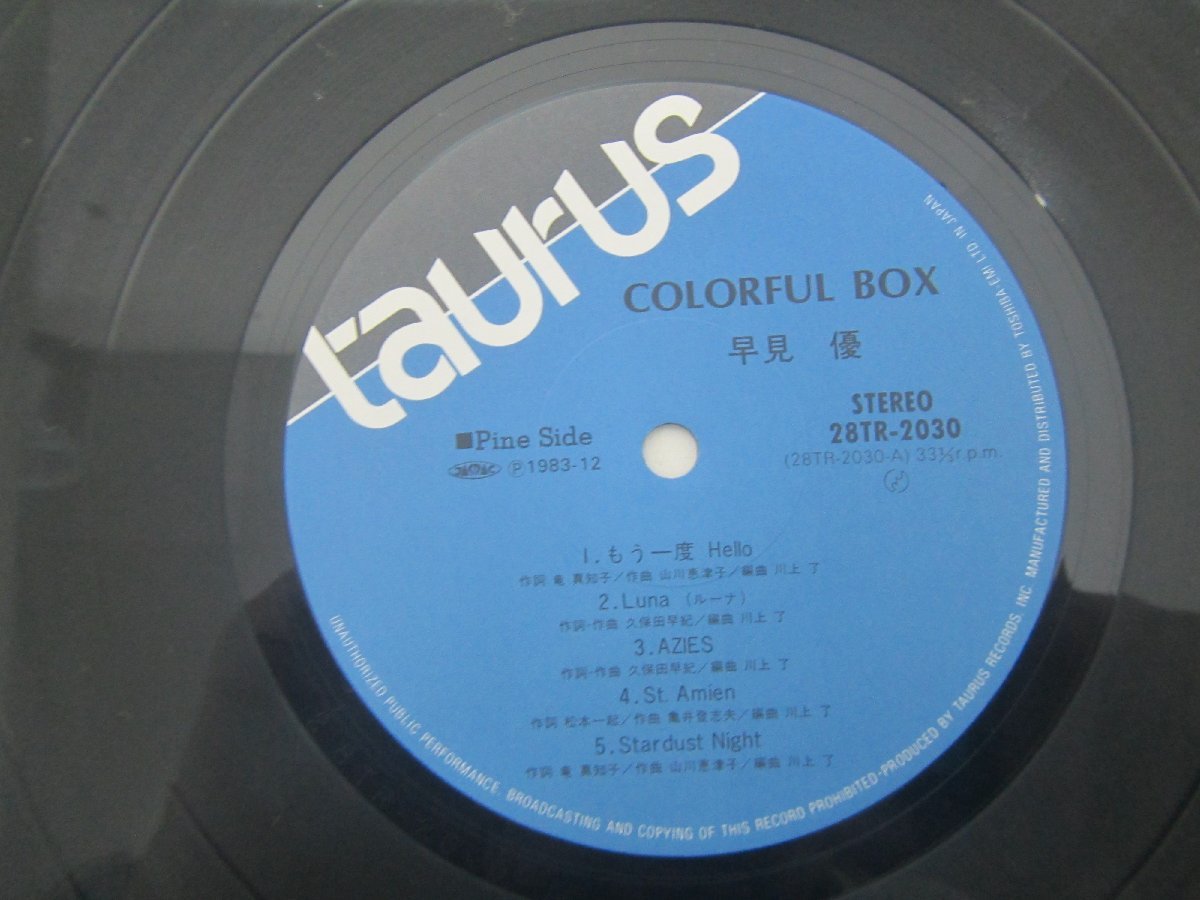 taurus
COLORFUL BOX
早見 優
STEREO
28TR-2030
(28TR-2030-A) 33⅓r.p.m.
■Pine Side
Ⓟ1983-12
1.もう一度 Hello
作詞 竜 真知子/作曲 山川恵津子/編曲 川上 了
2.Luna (ルーナ)
作詞・作曲 久保田早紀/編曲 川上 了
3.AZIES
作詞・作曲 久保田早紀/編曲 川上 了
4.St. Amien
作詞 松本一起/作曲 亀井登志夫/編曲 川上 了
5.Stardust Night
作詞 竜 真知子/作曲 山川恵津子/編曲 川上 了
UNAUTHORIZED PUBLIC PERFORMANCE, BROADCASTING AND COPYING OF THIS RECORD PROHIBITED-PRODUCED BY TAURUS RECORDS INC MANUFACTURED AND DISTRIBUTED BY TOSHIBA-EMI LTD IN JAPAN